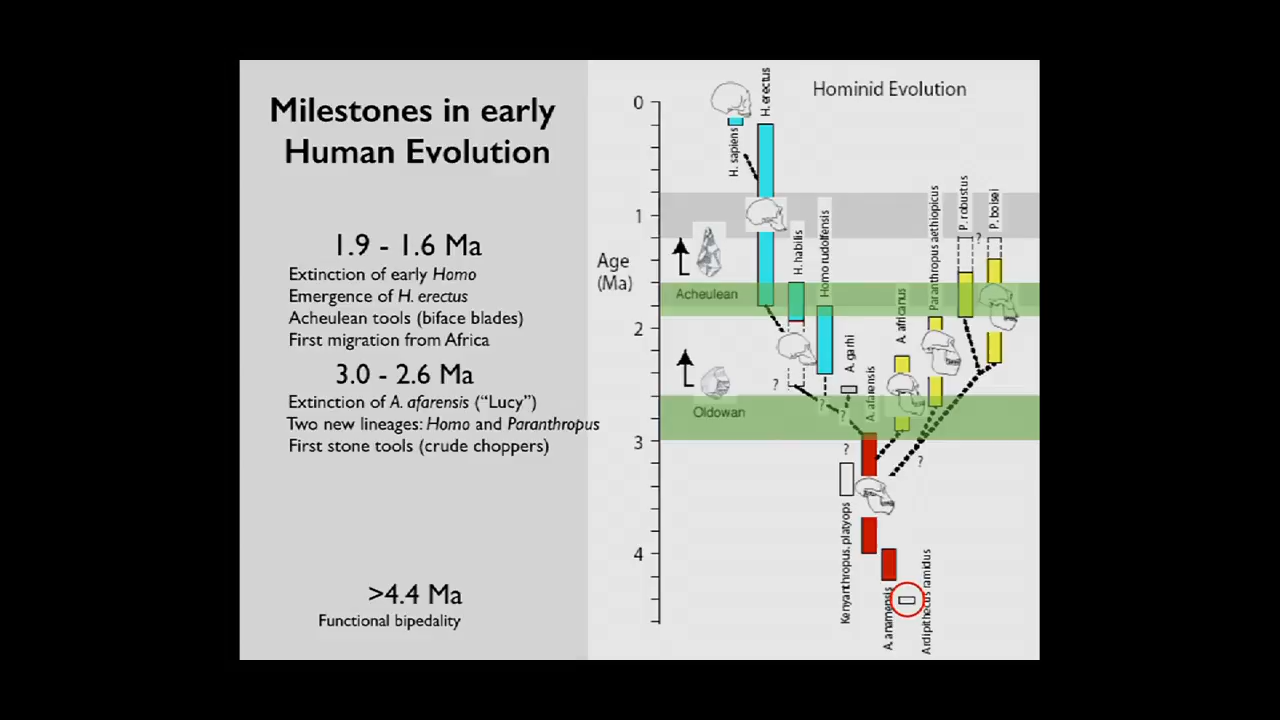 Milestones in early
Human Evolution
1.9 - 1.6 Ma
Extinction of early Homo
Emergence of H. erectus
Acheulean tools (biface blades)
First migration from Africa
3.0 - 2.6 Ma
Extinction of A. afarensis (“Lucy”)
Two new lineages: Homo and Paranthropus
First stone tools (crude choppers)
>4.4 Ma
Functional bipedality
Hominid Evolution
Age
(Ma)
0
1
2
3
4
Acheulean
Oldowan
H. sapiens
H. erectus
H. habilis
Homo rudolfensis
A. garhi
A. afarensis
A. africanus
Paranthropus aethiopicus
P. robustus
P. boisei
Kenyanthropus. platyops
A. anamensis
Ardipithecus ramidus
?
?
?
?
?
?